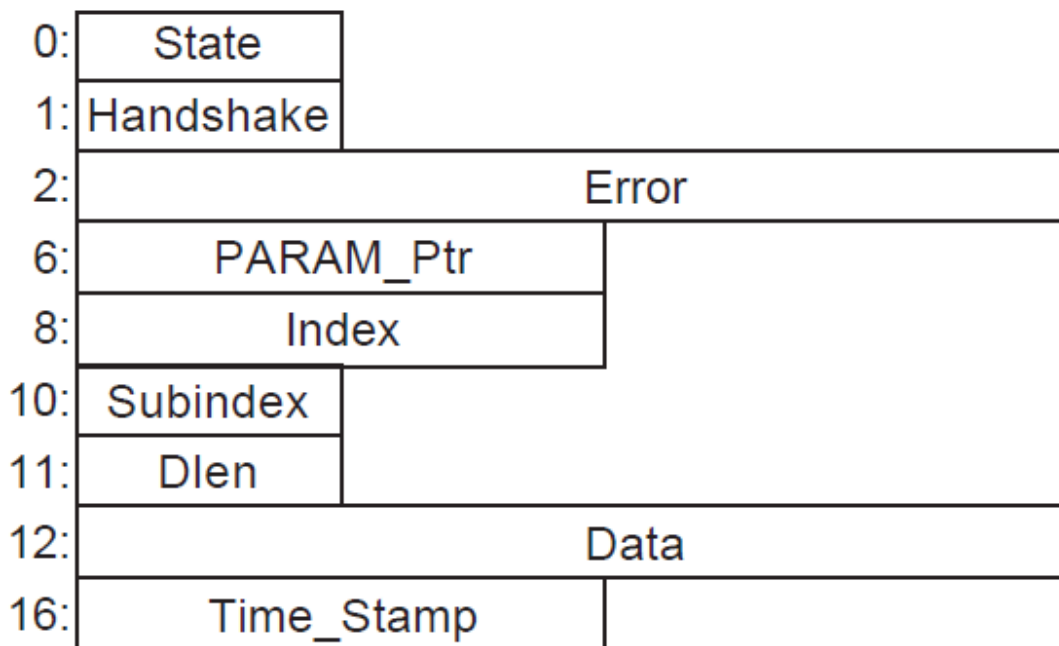 0: State
1: Handshake
2: Error
6: PARAM_Ptr
8: Index
10: Subindex
11: Dlen
12: Data
16: Time_Stamp